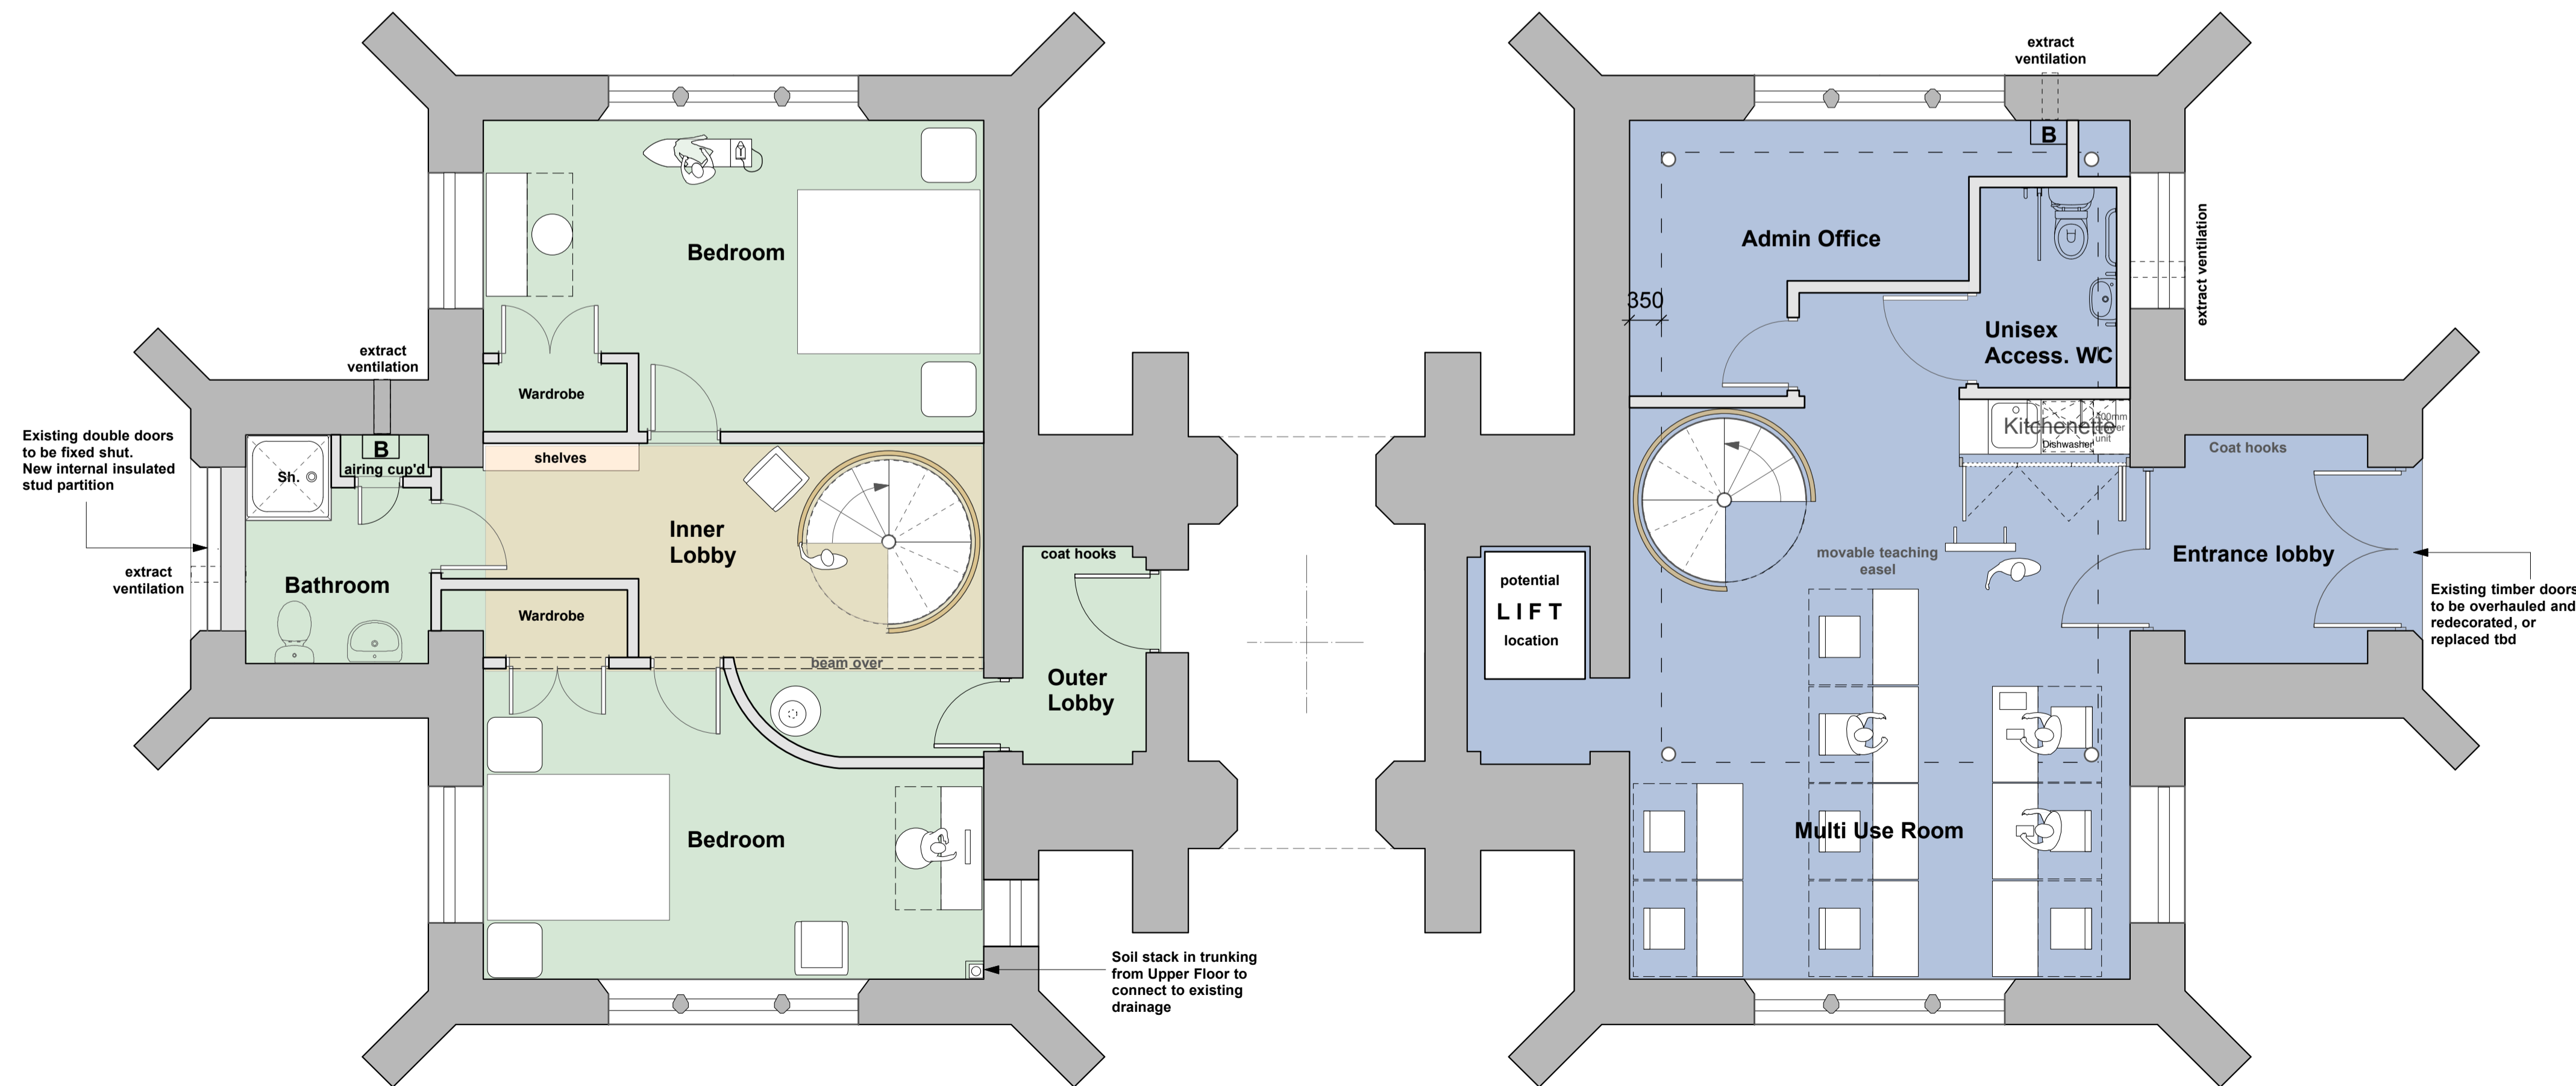 extract
ventilation
B
Bedroom
Admin Office
extract ventilation
350
Unisex
Access. WC
extract
ventilation
Wardrobe
Existing double doors
to be fixed shut.
New internal insulated
stud partition
B
airing cup'd
Sh.
shelves
Kitchenette
Dishwasher
unit
Coat hooks
Inner
Lobby
coat hooks
movable teaching
easel
Entrance lobby
extract
ventilation
Bathroom
potential
LIFT
location
Existing timber doors
to be overhauled and
redecorated, or
replaced tbd
Wardrobe
beam over
Outer
Lobby
Bedroom
Multi Use Room
Soil stack in trunking
from Upper Floor to
connect to existing
drainage